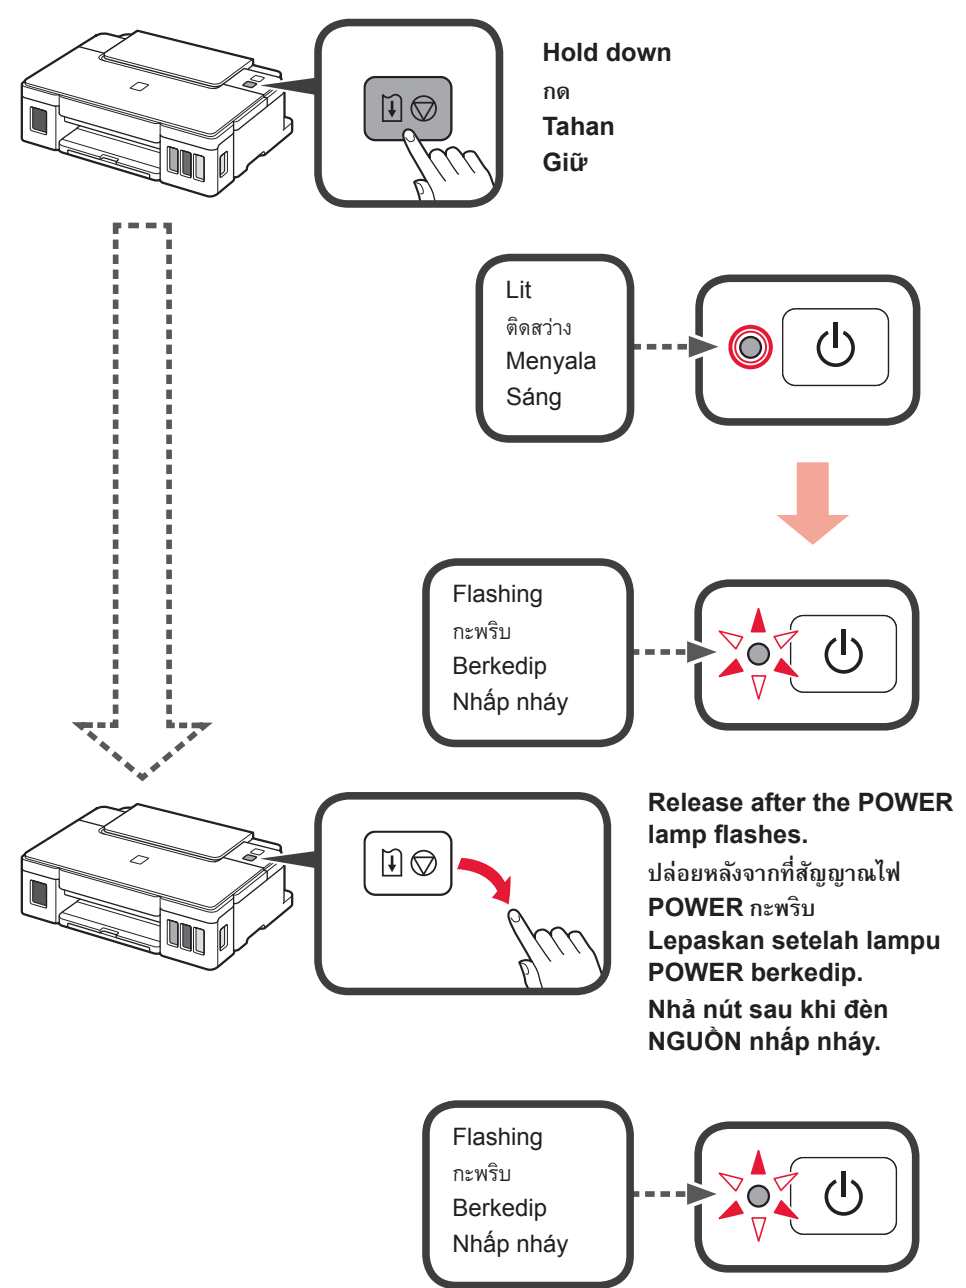 Hold down
กด
Tahan
Giữ
Lit
ติดสว่าง
Menyala
Sáng
Flashing
กะพริบ
Berkedip
Nhấp nháy
Release after the POWER
lamp flashes.
ปล่อยหลังจากที่สัญญาณไฟ
POWER กะพริบ
Lepaskan setelah lampu
POWER berkedip.
Nhả nút sau khi đèn
NGUỒN nhấp nháy.
Flashing
กะพริบ
Berkedip
Nhấp nháy